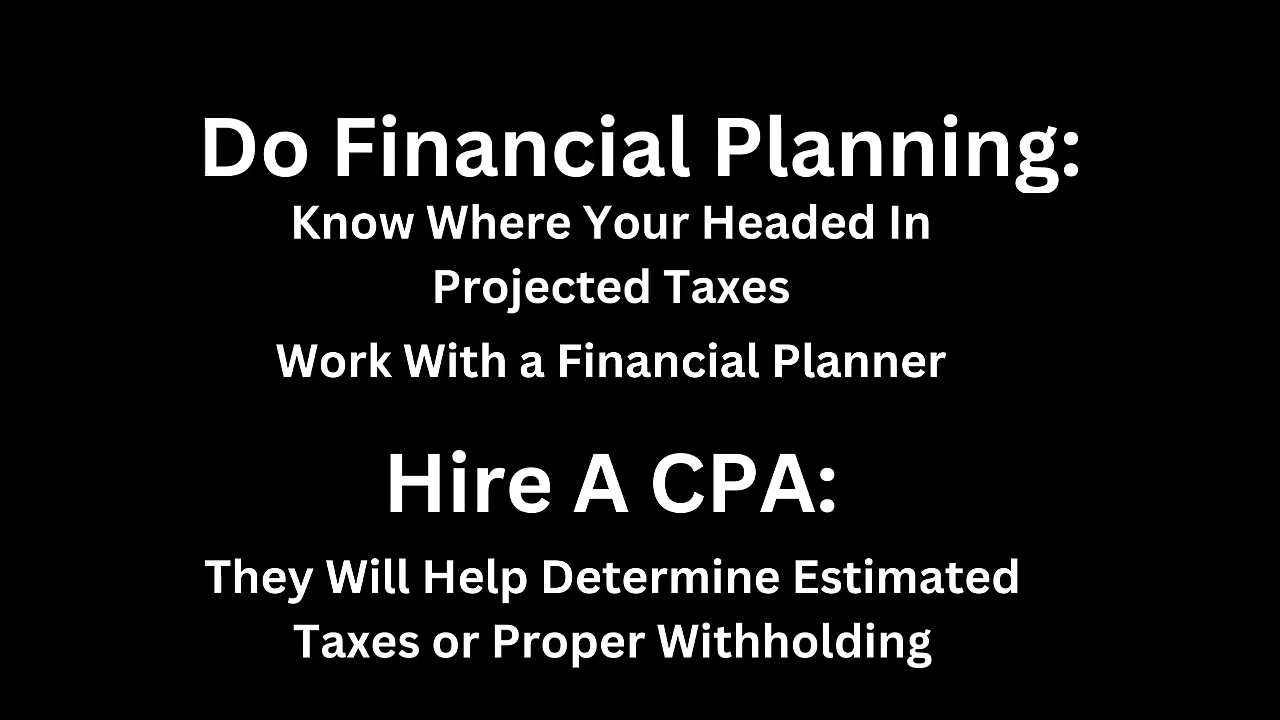 Do Financial Planning:
Know Where Your Headed In
Projected Taxes
Work With a Financial Planner
Hire A CPA:
They Will Help Determine Estimated
Taxes or Proper Withholding